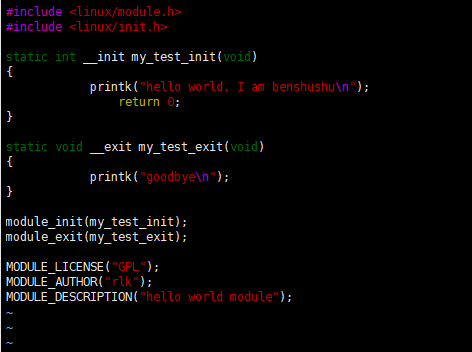 #include <linux/module.h>
#include <linux/init.h>
static int __init my_test_init(void)
{
printk("hello world, I am benshushu\n");
return 0;
}
static void __exit my_test_exit(void)
{
printk("goodbye\n");
}
module_init(my_test_init);
module_exit(my_test_exit);
MODULE_LICENSE("GPL");
MODULE_AUTHOR("rlk");
MODULE_DESCRIPTION("hello world module");
~
~
~